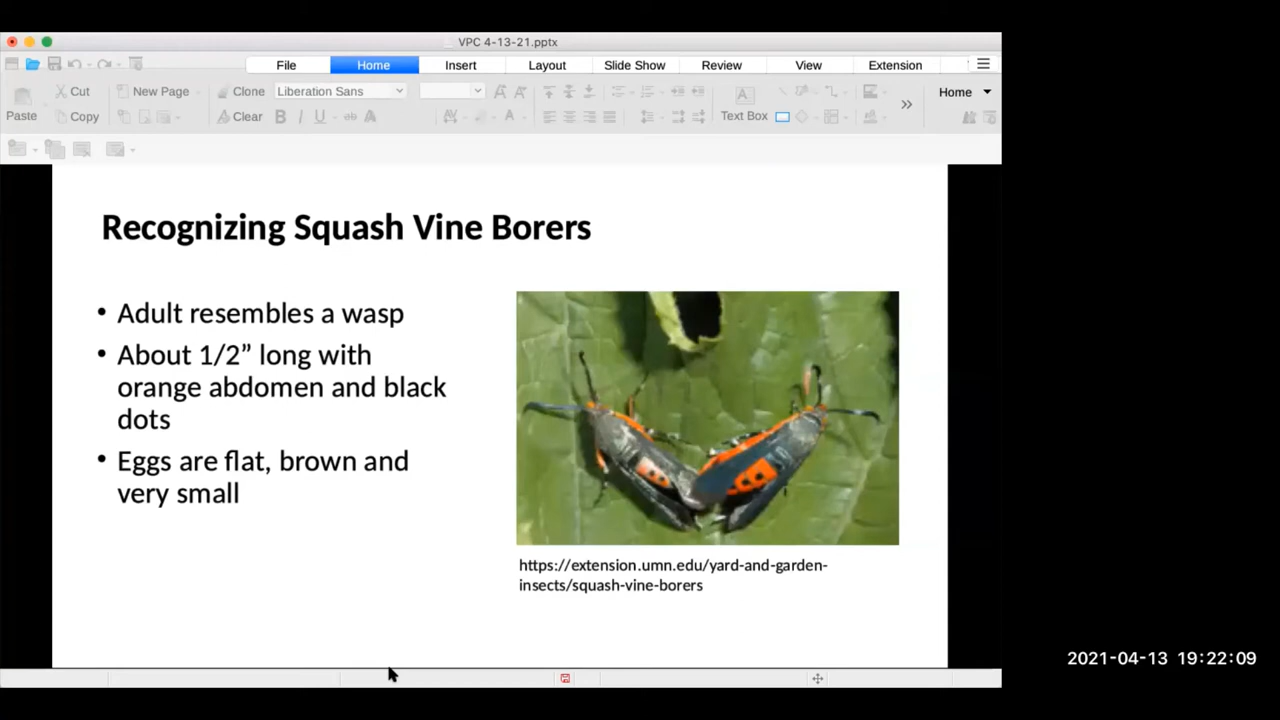 VPC 4-13-21.pptx
File Home Insert Layout Slide Show Review View Extension
Cut New Page Clone Liberation Sans Home
Paste Copy Clear B I U ab A Text Box
Recognizing Squash Vine Borers
• Adult resembles a wasp
• About 1/2” long with
orange abdomen and black
dots
• Eggs are flat, brown and
very small
https://extension.umn.edu/yard-and-garden-
insects/squash-vine-borers
2021-04-13 19:22:09